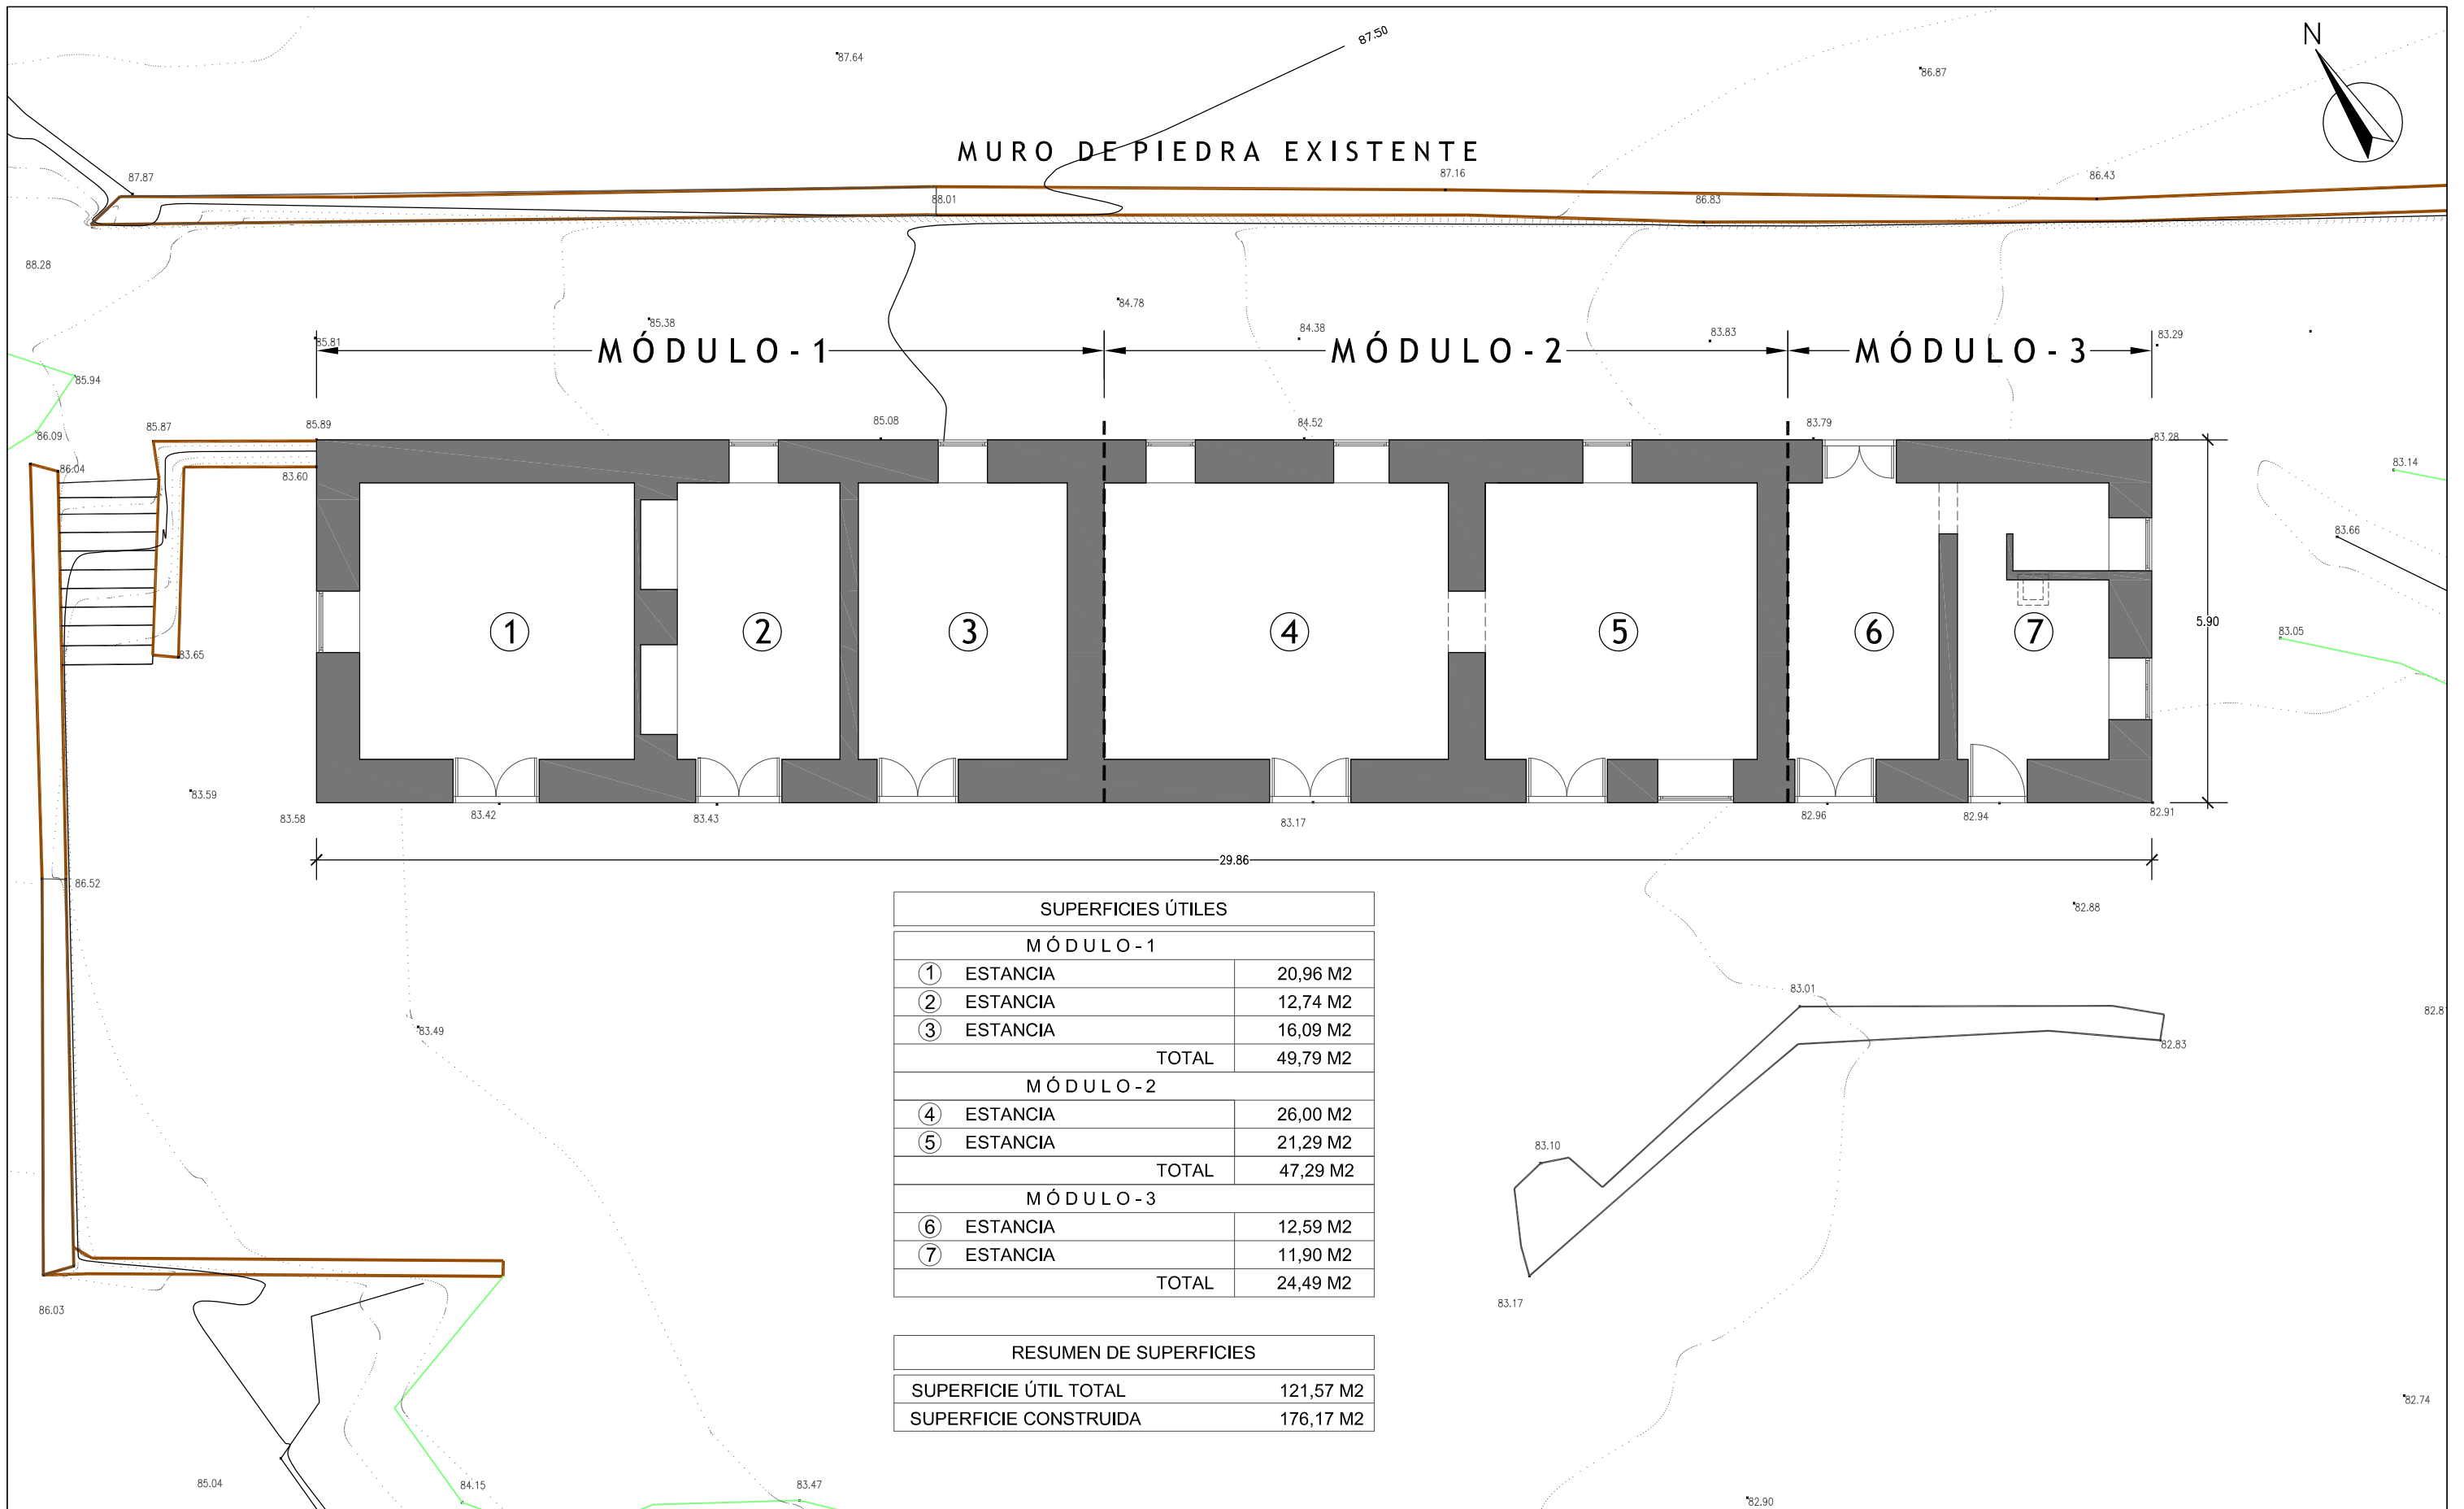 87.50
N
87.64
86.87
MURO DE PIEDRA EXISTENTE
87.87
87.16
86.43
88.01
86.83
88.28
84.78
85.38
84.38
83.83
83.29
85.81
MÓDULO-1
MÓDULO-2
MÓDULO-3
85.94
86.09
85.87
85.89
85.08
84.52
83.79
83.28
86.04
83.60
83.14
83.66
1
2
3
4
5
6
7
5.90
83.05
83.65
83.59
83.58
83.42
83.43
83.17
82.96
82.94
82.91
29.86
86.52
82.88
SUPERFICIES ÚTILES
MÓDULO-1
1 ESTANCIA 20,96 M2
2 ESTANCIA 12,74 M2
3 ESTANCIA 16,09 M2
TOTAL 49,79 M2
MÓDULO-2
4 ESTANCIA 26,00 M2
5 ESTANCIA 21,29 M2
TOTAL 47,29 M2
MÓDULO-3
6 ESTANCIA 12,59 M2
7 ESTANCIA 11,90 M2
TOTAL 24,49 M2
83.01
83.49
82.83
83.10
83.17
86.03
RESUMEN DE SUPERFICIES
SUPERFICIE ÚTIL TOTAL 121,57 M2
SUPERFICIE CONSTRUIDA 176,17 M2
82.74
85.04
84.15
83.47
82.90